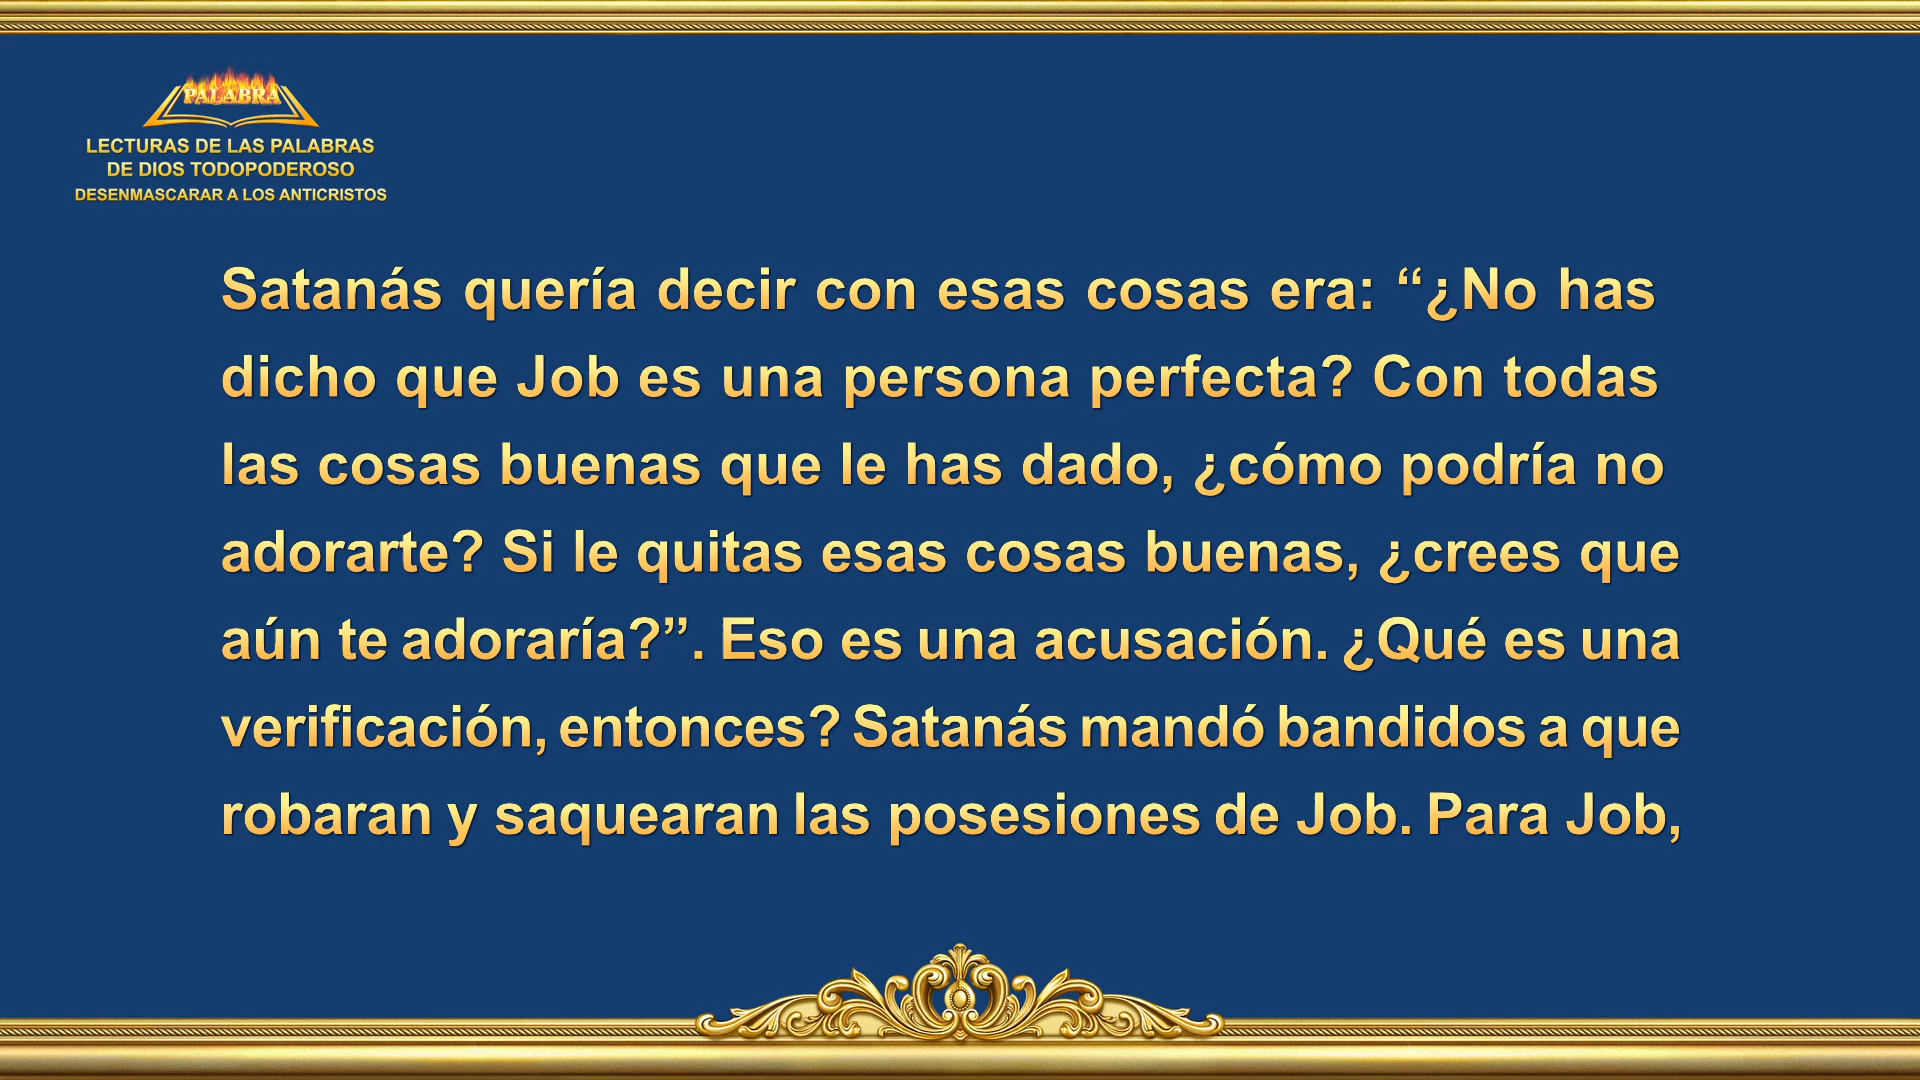 PALABRA
LECTURAS DE LAS PALABRAS
DE DIOS TODOPODEROSO
DESENMASCARAR A LOS ANTICRISTOS
Satanás quería decir con esas cosas era: “¿No has
dicho que Job es una persona perfecta? Con todas
las cosas buenas que le has dado, ¿cómo podría no
adorarte? Si le quitas esas cosas buenas, ¿crees que
aún te adoraría?”. Eso es una acusación. ¿Qué es una
verificación, entonces? Satanás mandó bandidos a que
robaran y saquearan las posesiones de Job. Para Job,